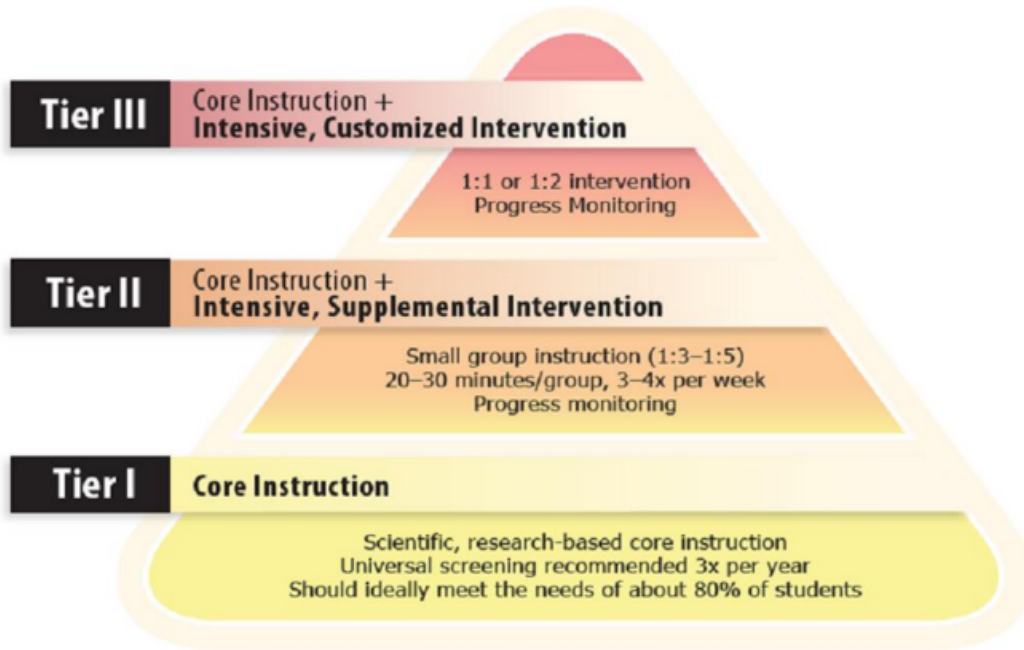 Tier III
Core Instruction +
Intensive, Customized Intervention
1:1 or 1:2 intervention
Progress Monitoring
Tier II
Core Instruction +
Intensive, Supplemental Intervention
Small group instruction (1:3–1:5)
20–30 minutes/group, 3–4x per week
Progress monitoring
Tier I
Core Instruction
Scientific, research-based core instruction
Universal screening recommended 3x per year
Should ideally meet the needs of about 80% of students